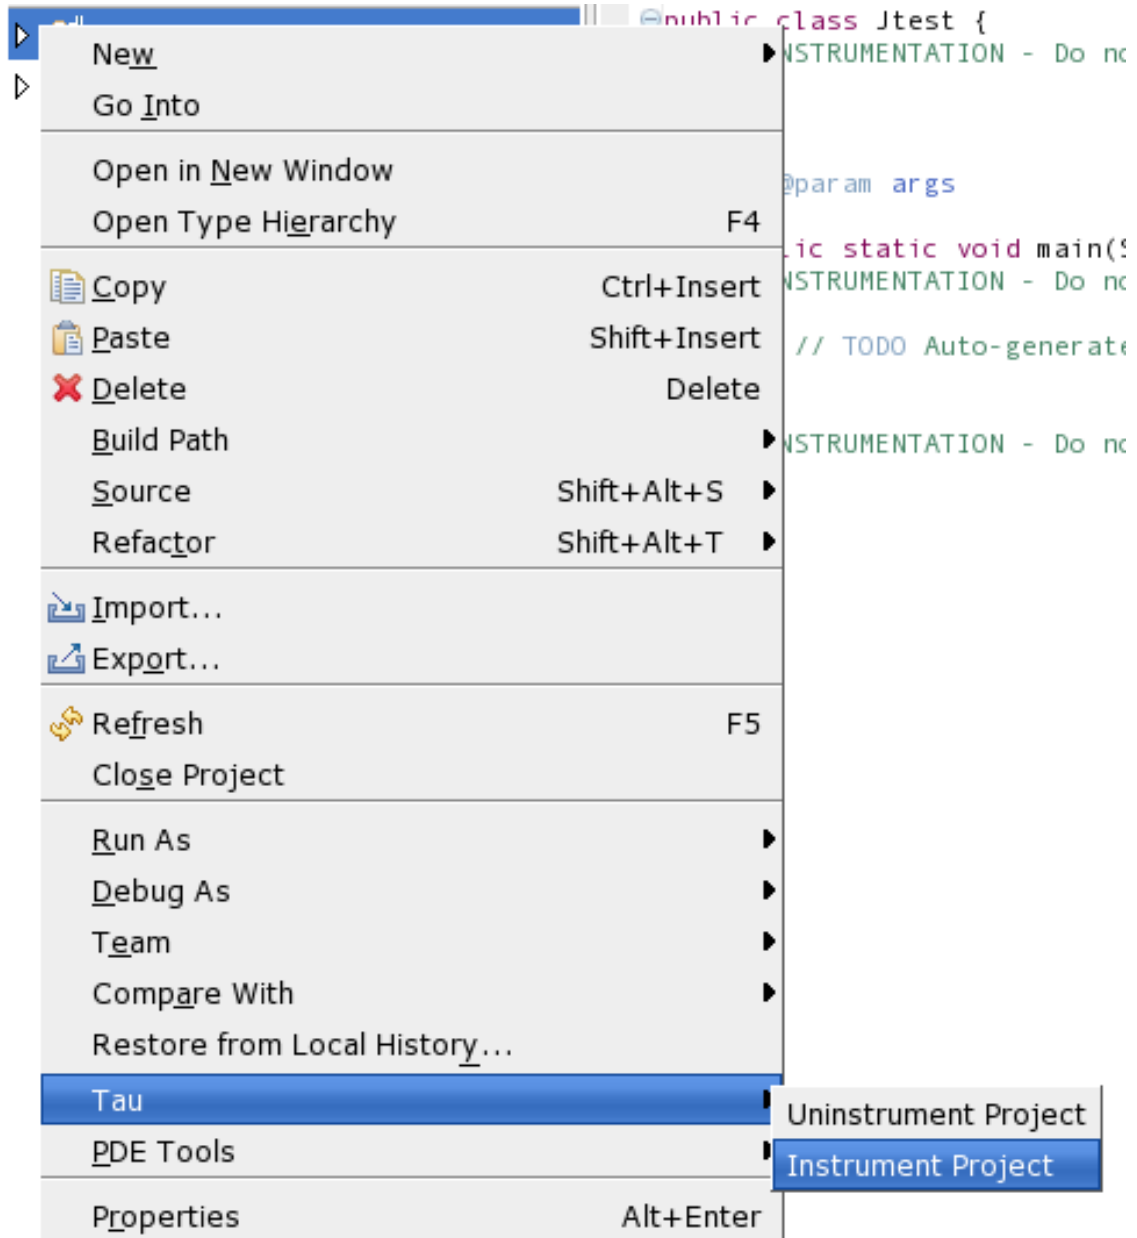 public class Jtest {
New
NSTRUMENTATION - Do no
Go Into
Open in New Window
@param args
Open Type Hierarchy F4
lic static void main(S
Copy Ctrl+Insert
NSTRUMENTATION - Do no
Paste Shift+Insert
// TODO Auto-generate
Delete Delete
Build Path
NSTRUMENTATION - Do no
Source Shift+Alt+S
Refactor Shift+Alt+T
Import...
Export...
Refresh F5
Close Project
Run As
Debug As
Team
Compare With
Restore from Local History...
Tau
Uninstrument Project
PDE Tools
Instrument Project
Properties Alt+Enter